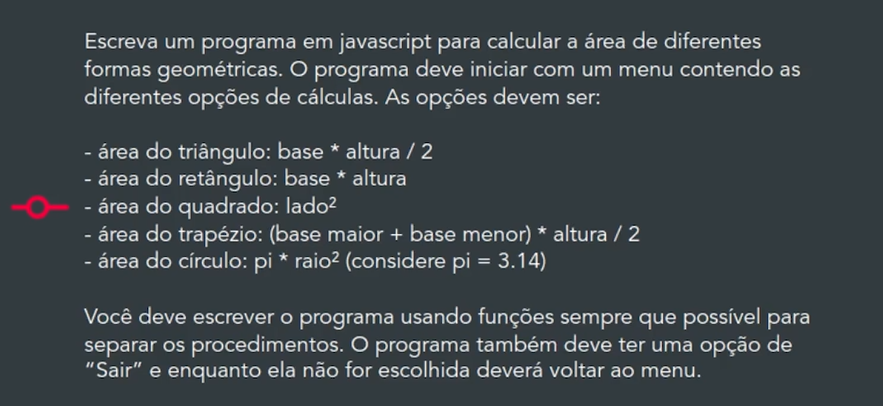 Escreva um programa em javascript para calcular a área de diferentes
formas geométricas. O programa deve iniciar com um menu contendo as
diferentes opções de cálculas. As opções devem ser:
- área do triângulo: base * altura / 2
- área do retângulo: base * altura
- área do quadrado: lado²
- área do trapézio: (base maior + base menor) * altura / 2
- área do círculo: pi * raio² (considere pi = 3.14)
Você deve escrever o programa usando funções sempre que possível para
separar os procedimentos. O programa também deve ter uma opção de
“Sair” e enquanto ela não for escolhida deverá voltar ao menu.